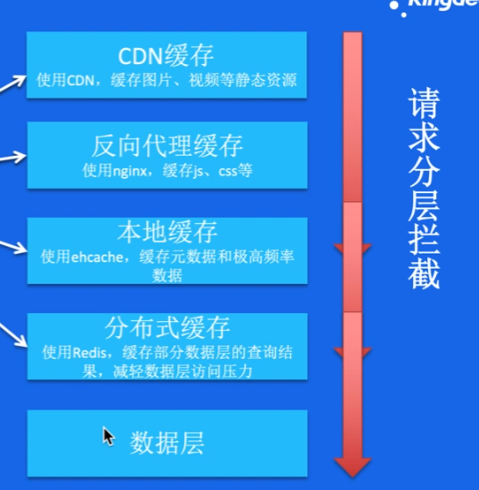 CDN缓存
使用CDN，缓存图片、视频等静态资源
反向代理缓存
使用nginx，缓存js、css等
本地缓存
使用ehcache，缓存元数据和极高频率
数据
分布式缓存
使用Redis，缓存部分数据层的查询结
果，减轻数据层访问压力
数据层
请求分层拦截